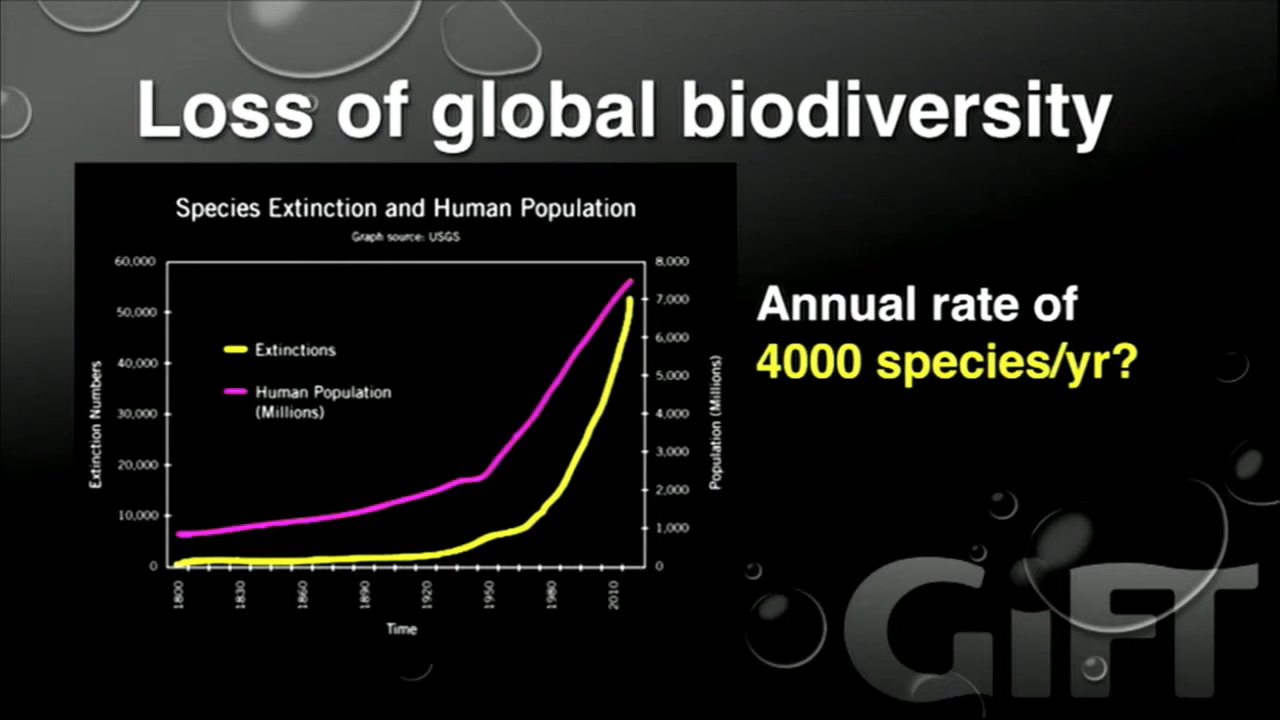 Loss of global biodiversity
Species Extinction and Human Population
Graph source: USGS
60,000
50,000
40,000
30,000
20,000
10,000
0
Extinction Numbers
8,000
7,000
6,000
5,000
4,000
3,000
2,000
1,000
0
Population (Millions)
Extinctions
Human Population
(Millions)
1800
1830
1860
1890
1920
1950
1980
2010
Time
Annual rate of
4000 species/yr?
GiFT